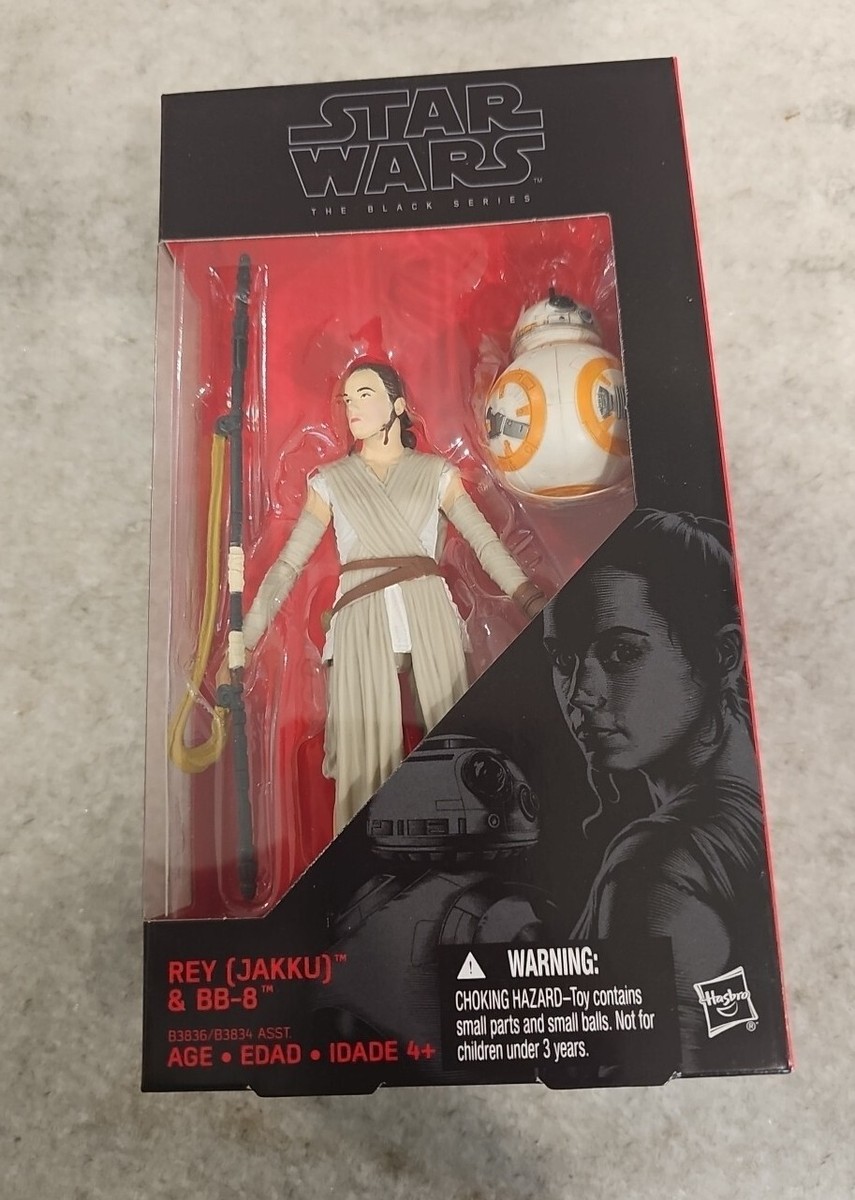 STAR
WARS™
THE BLACK SERIES
REY (JAKKU)™
& BB-8™
B3836/B3834 ASST.
AGE • EDAD • IDADE 4+
WARNING:
CHOKING HAZARD–Toy contains
small parts and small balls. Not for
children under 3 years.
Hasbro
®